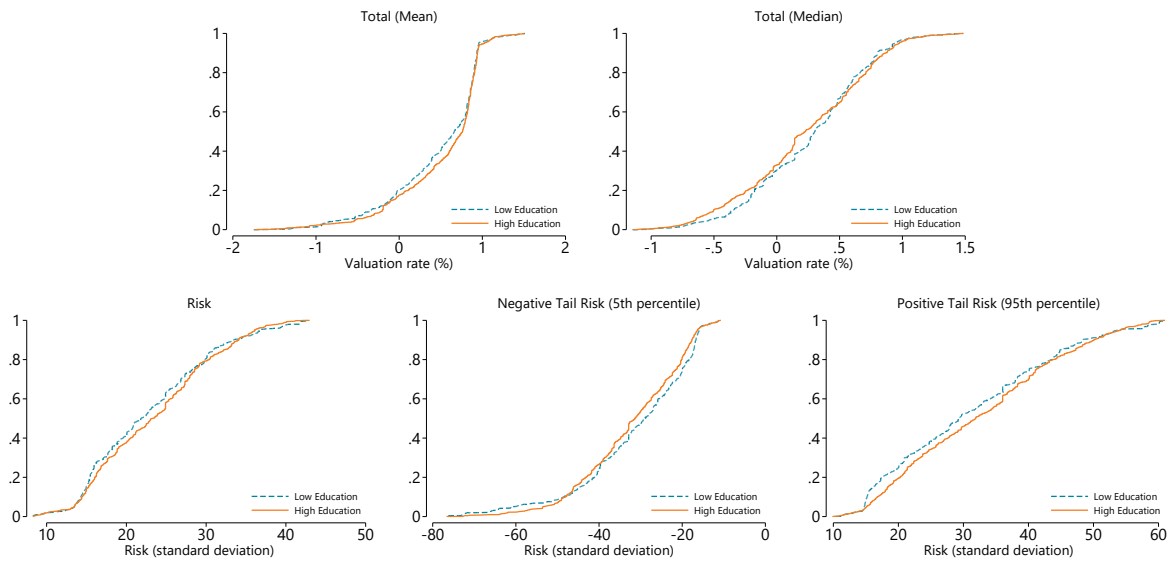 Total (Mean)
1
.8
.6
.4
.2
0
-2 -1 0 1 2
Valuation rate (%)
Low Education
High Education
Total (Median)
1
.8
.6
.4
.2
0
-1 -.5 0 .5 1 1.5
Valuation rate (%)
Low Education
High Education
Risk
1
.8
.6
.4
.2
0
10 20 30 40 50
Risk (standard deviation)
Low Education
High Education
Negative Tail Risk (5th percentile)
1
.8
.6
.4
.2
0
-80 -60 -40 -20 0
Risk (standard deviation)
Low Education
High Education
Positive Tail Risk (95th percentile)
1
.8
.6
.4
.2
0
10 20 30 40 50 60
Risk (standard deviation)
Low Education
High Education